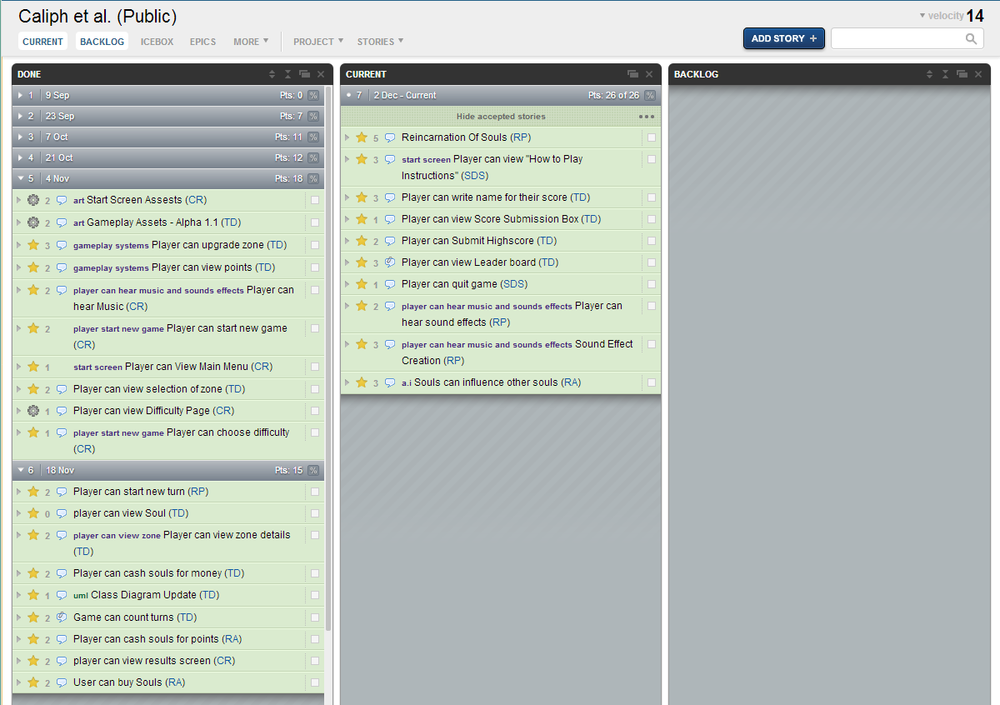 Caliph et al. (Public)
velocity 14
CURRENT BACKLOG ICEBOX EPICS MORE PROJECT STORIES
ADD STORY +
DONE
1 9 Sep Pts: 0 %
2 23 Sep Pts: 7 %
3 7 Oct Pts: 11 %
4 21 Oct Pts: 12 %
5 4 Nov Pts: 18 %
2 art Start Screen Assests (CR)
2 art Gameplay Assets - Alpha 1.1 (TD)
3 gameplay systems Player can upgrade zone (TD)
2 gameplay systems Player can view points (TD)
2 player can hear music and sounds effects Player can
hear Music (CR)
2 player start new game Player can start new game
(CR)
1 start screen Player can View Main Menu (CR)
2 Player can view selection of zone (TD)
1 Player can view Difficulty Page (CR)
1 player start new game Player can choose difficulty
(CR)
6 18 Nov Pts: 15 %
2 Player can start new turn (RP)
0 player can view Soul (TD)
2 player can view zone Player can view zone details
(TD)
2 Player can cash souls for money (TD)
1 uml Class Diagram Update (TD)
2 Game can count turns (TD)
2 Player can cash souls for points (RA)
2 player can view results screen (CR)
2 User can buy Souls (RA)
CURRENT
7 2 Dec - Current Pts: 26 of 26 %
Hide accepted stories
5 Reincarnation Of Souls (RP)
3 start screen Player can view "How to Play
Instructions" (SDS)
3 Player can write name for their score (TD)
1 Player can view Score Submission Box (TD)
2 Player can Submit Highscore (TD)
3 Player can view Leader board (TD)
1 Player can quit game (SDS)
2 player can hear music and sounds effects Player can
hear sound effects (RP)
3 player can hear music and sounds effects Sound Effect
Creation (RP)
3 a.i Souls can influence other souls (RA)
BACKLOG